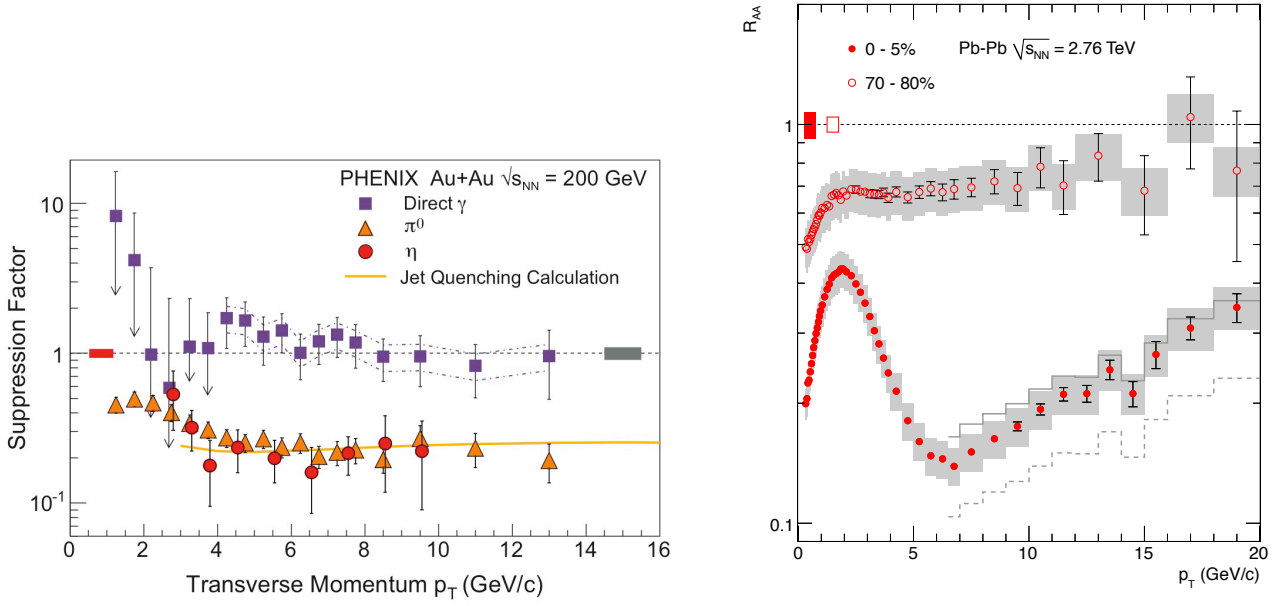 PHENIX Au+Au √sNN = 200 GeV
Direct γ
π⁰
η
Jet Quenching Calculation
Suppression Factor
10
1
10⁻¹
0 2 4 6 8 10 12 14 16
Transverse Momentum pT (GeV/c)
RAA
0 - 5% Pb-Pb √sNN = 2.76 TeV
70 - 80%
1
0.1
0 5 10 15 20
pT (GeV/c)